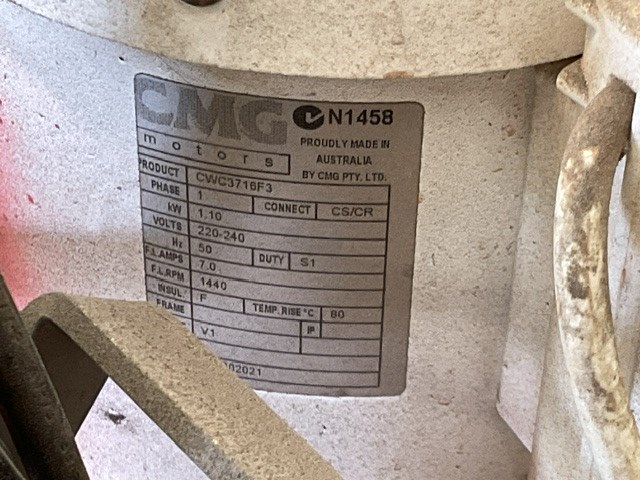 CMG N1458
motors
PROUDLY MADE IN
AUSTRALIA
BY CMG PTY. LTD.
PRODUCT CWC3716F3
PHASE 1 CONNECT CS/CR
kW 1.10
VOLTS 220-240
Hz 50 DUTY S1
F.L.AMPS 7.0
F.L.RPM 1440
INSUL. F TEMP. RISE °C 80
FRAME IP
V.1
02021